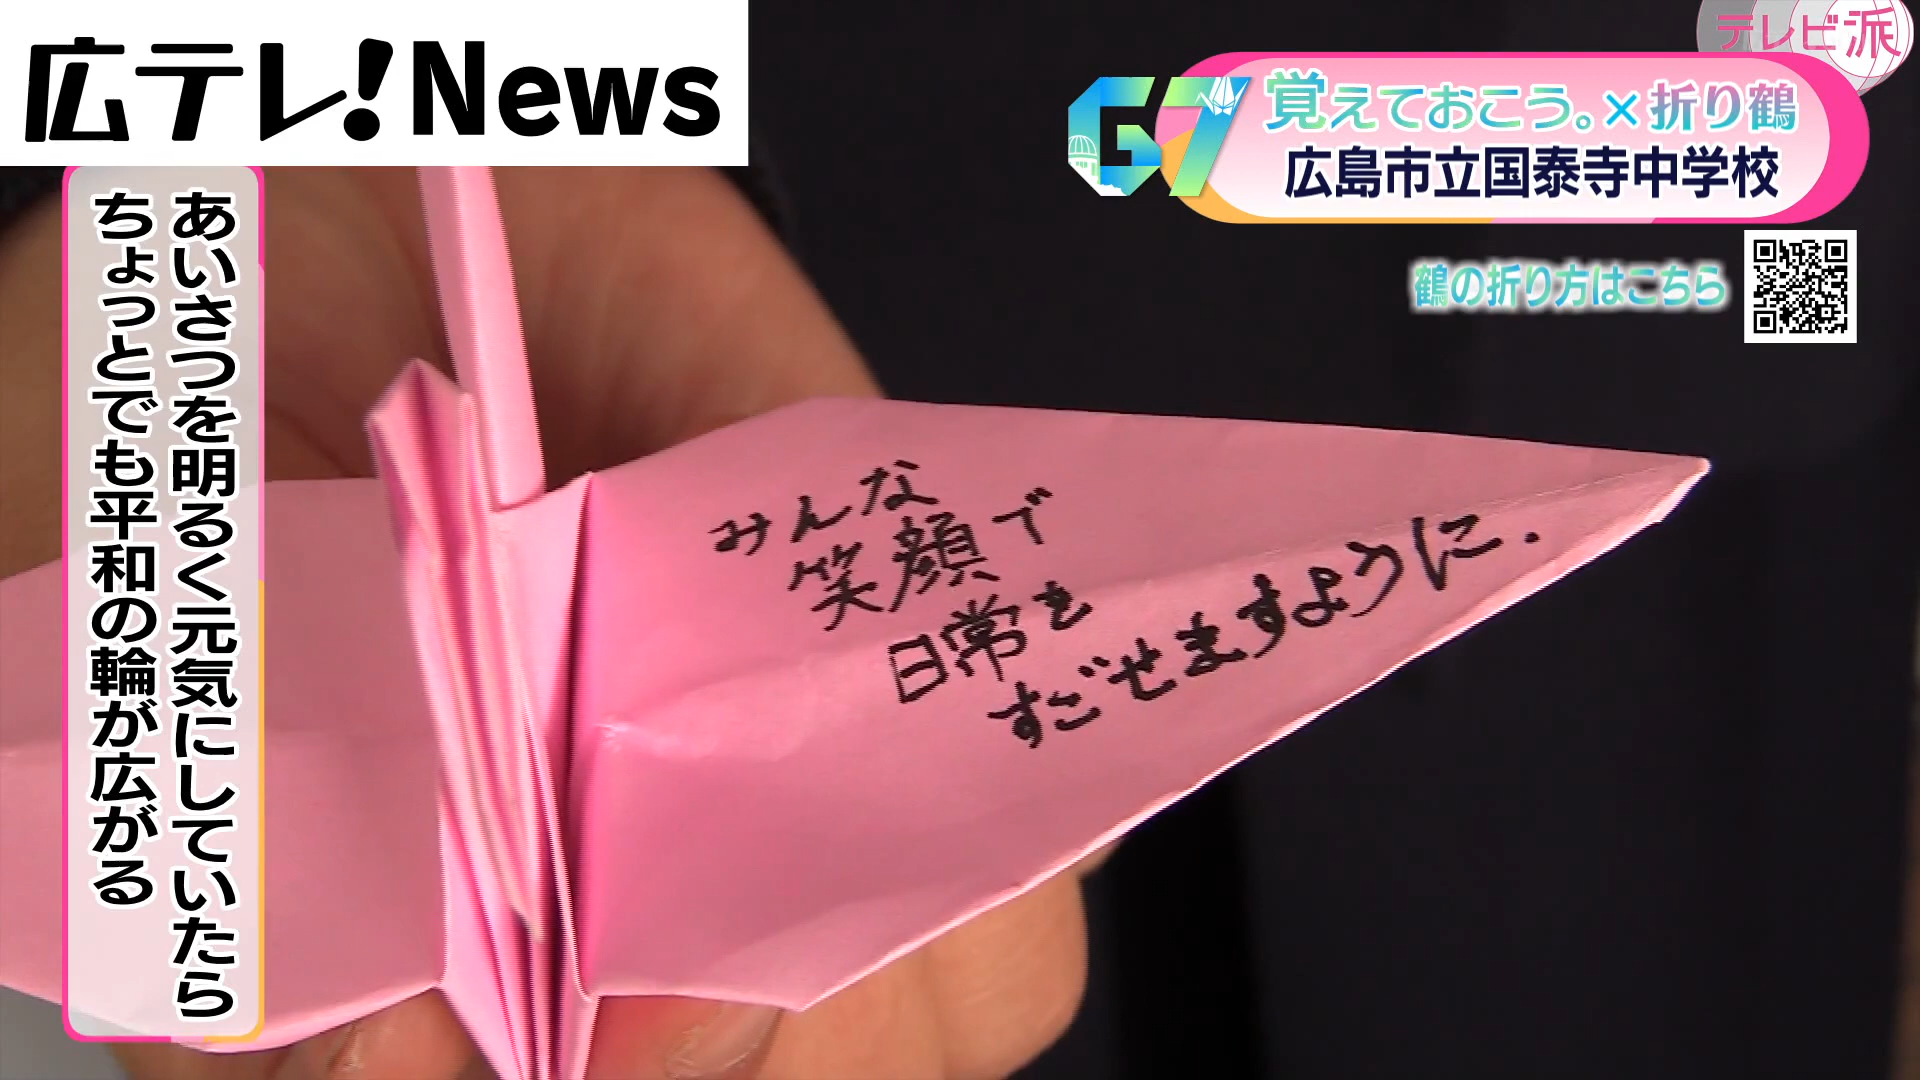 広テレ!News
テレビ派
G7 覚えておこう。×折り鶴
広島市立国泰寺中学校
鶴の折り方はこちら
あいさつを明るく元気にしていたら
ちょっとでも平和の輪が広がる
みんな
笑顔で
日常を
すごせますように.